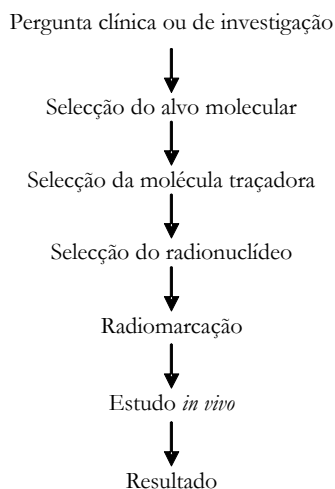 Pergunta clínica ou de investigação
Selecção do alvo molecular
Selecção da molécula traçadora
Selecção do radionuclídeo
Radiomarcação
Estudo in vivo
Resultado